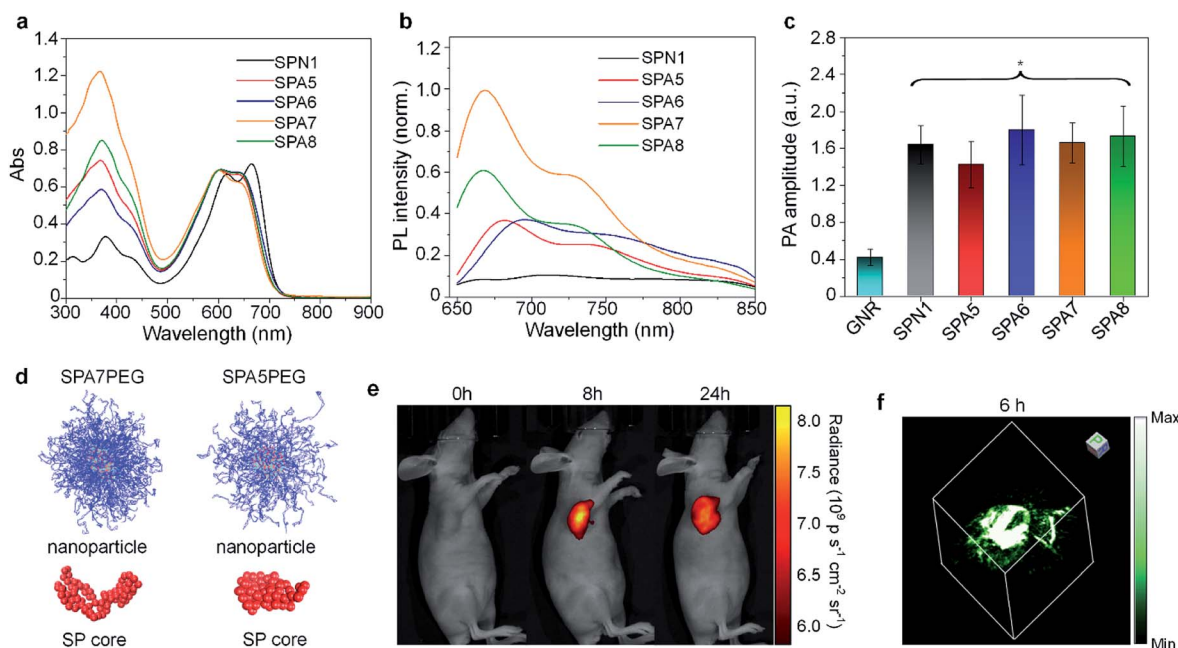 a
1.4
1.2
1.0
0.8
0.6
0.4
0.2
0
Abs
SPN1
SPA5
SPA6
SPA7
SPA8
300 400 500 600 700 800 900
Wavelength (nm)
b
1.2
1.0
0.8
0.6
0.4
0.2
0
PL intensity (norm.)
SPN1
SPA5
SPA6
SPA7
SPA8
650 700 750 800 850
Wavelength (nm)
c
2.8
2.4
2.0
1.6
1.2
0.8
0.4
0.0
PA amplitude (a.u.)
*
GNR SPN1 SPA5 SPA6 SPA7 SPA8
d
SPA7PEG SPA5PEG
nanoparticle nanoparticle
SP core SP core
e
0h 8h 24h
8.0
7.5
7.0
6.5
6.0
Radiance (10⁹ p s⁻¹ cm⁻² sr⁻¹)
f
6 h
Max
Min